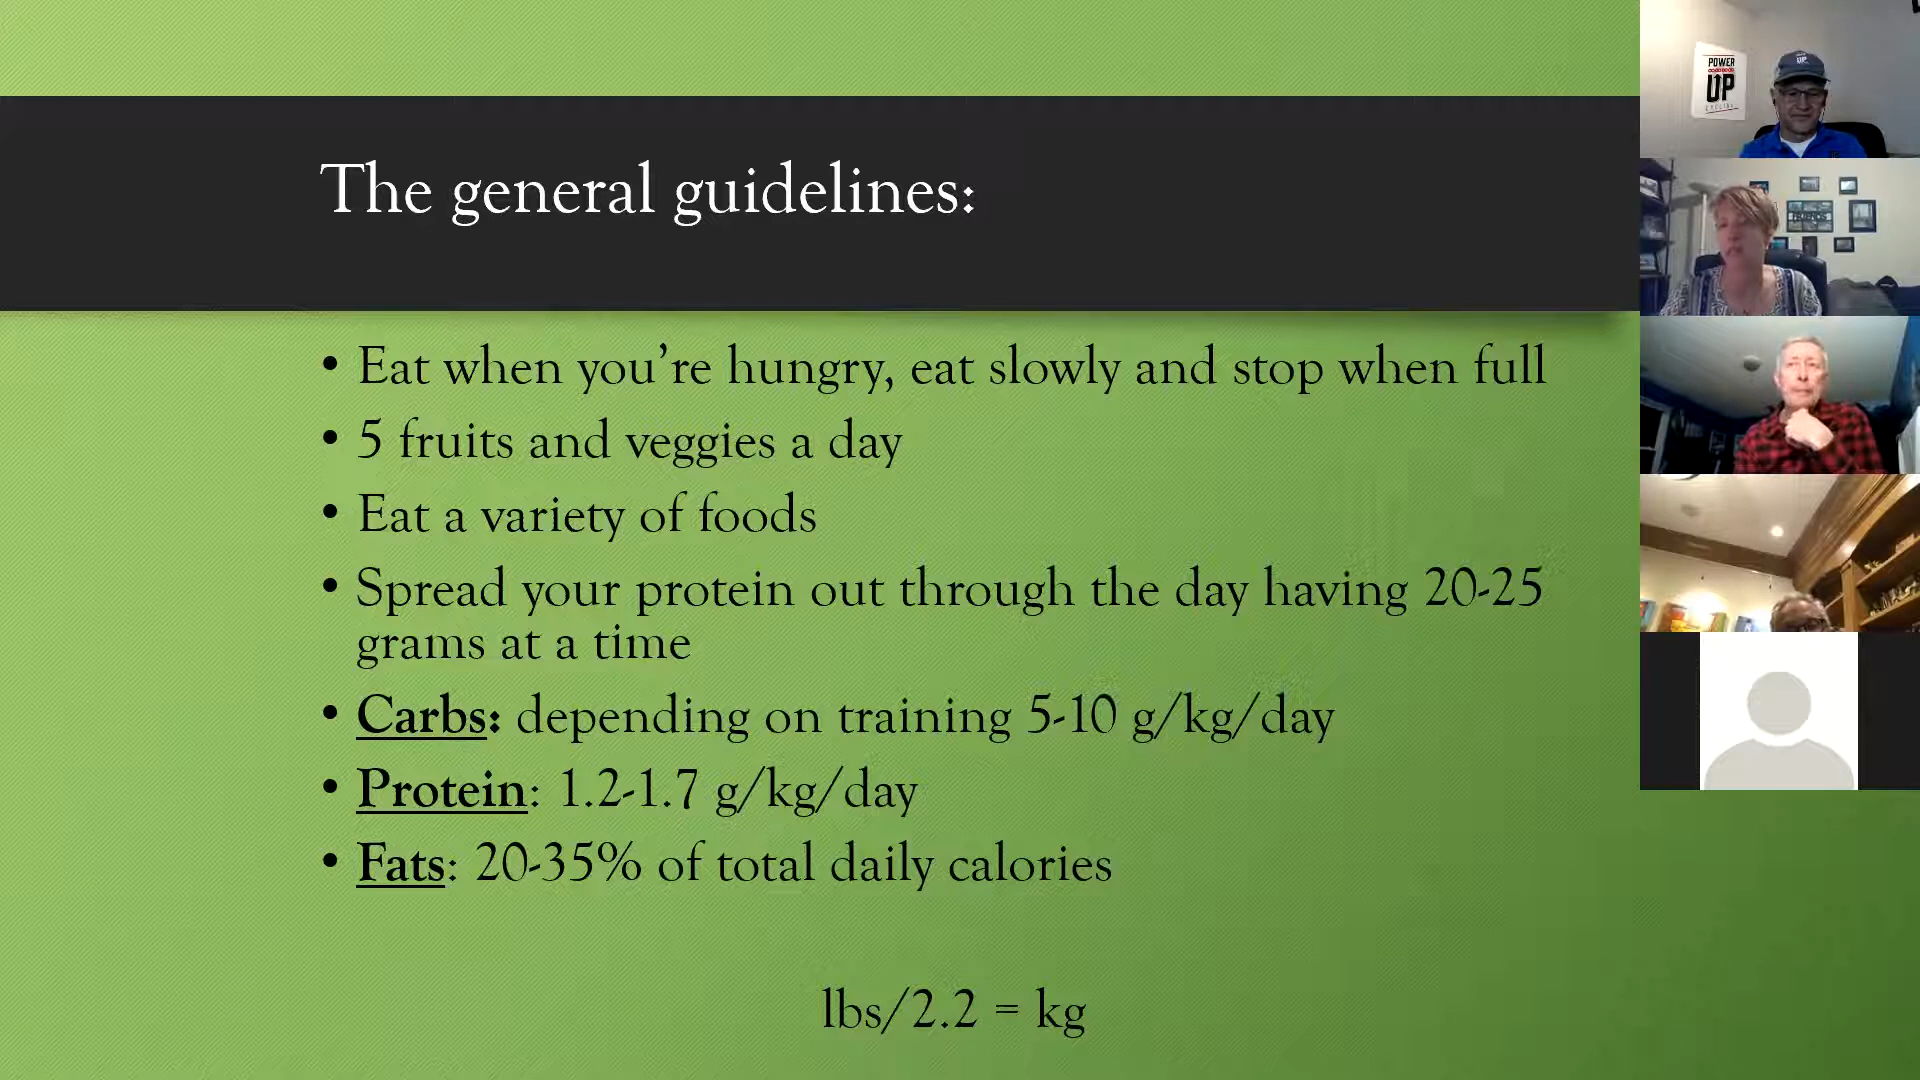 The general guidelines:
• Eat when you’re hungry, eat slowly and stop when full
• 5 fruits and veggies a day
• Eat a variety of foods
• Spread your protein out through the day having 20-25
grams at a time
• Carbs: depending on training 5-10 g/kg/day
• Protein: 1.2-1.7 g/kg/day
• Fats: 20-35% of total daily calories
lbs/2.2 = kg
POWER
UP
UP
FRIENDS